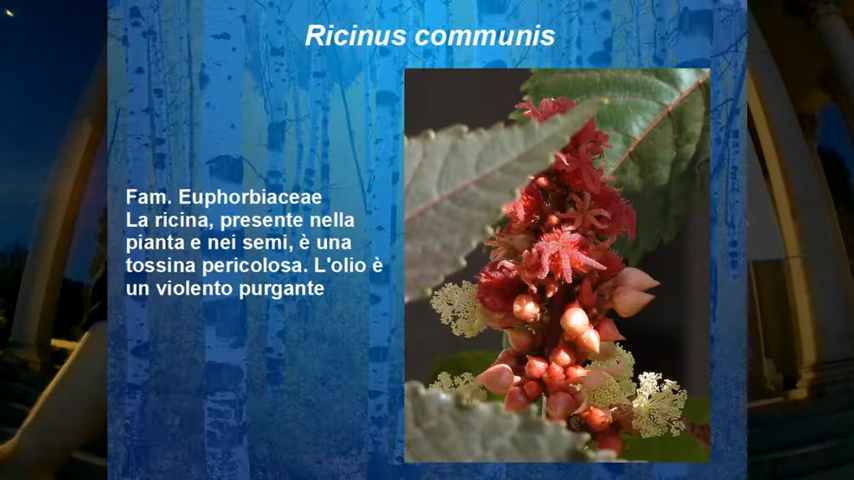 Ricinus communis
Fam. Euphorbiaceae
La ricina, presente nella
pianta e nei semi, è una
tossina pericolosa. L'olio è
un violento purgante